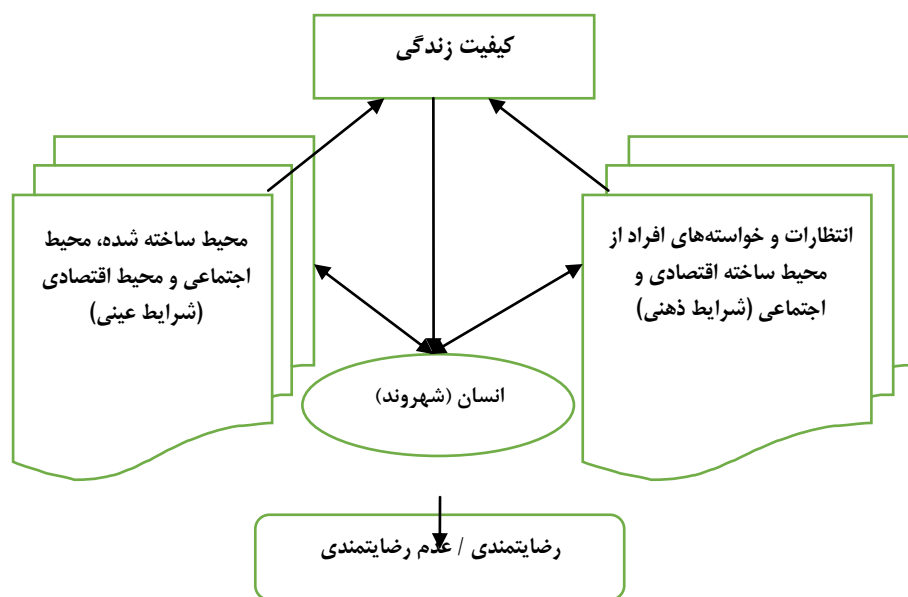 کیفیت زندگی
انتظارات و خواسته‌های افراد از
محیط ساخته اقتصادی و
اجتماعی (شرایط ذهنی)
محیط ساخته شده، محیط
اجتماعی و محیط اقتصادی
(شرایط عینی)
انسان (شهروند)
رضایتمندی / عدم رضایتمندی